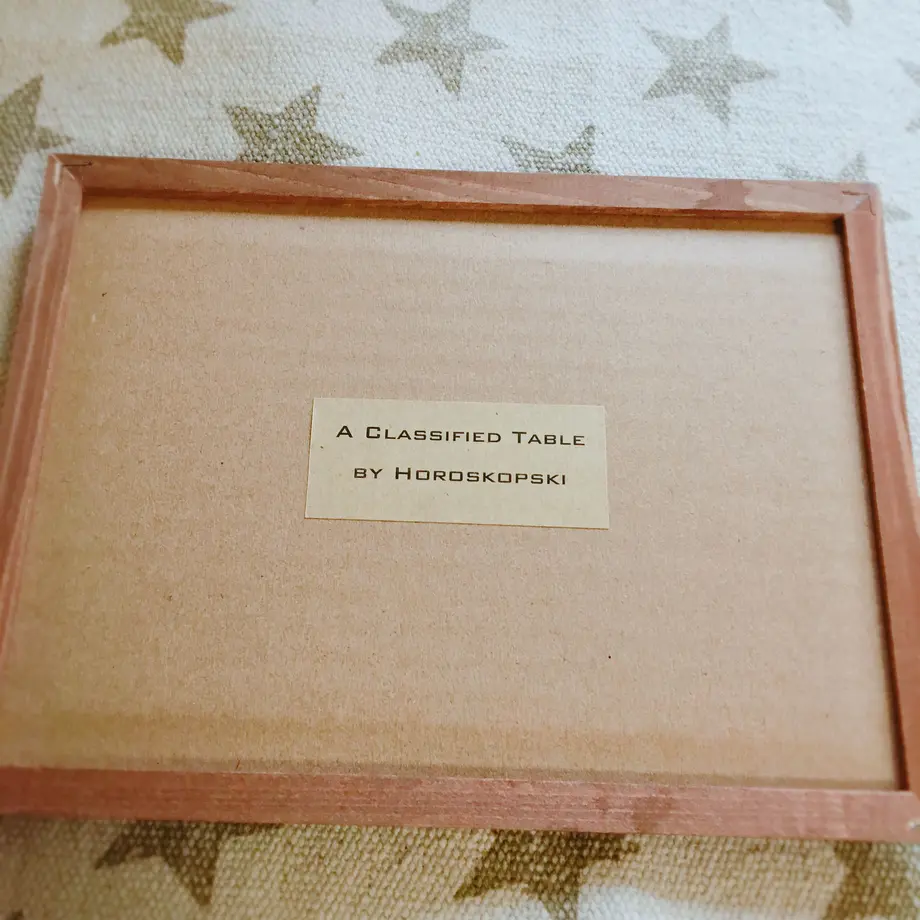 A Classified Table
by Horoskopski